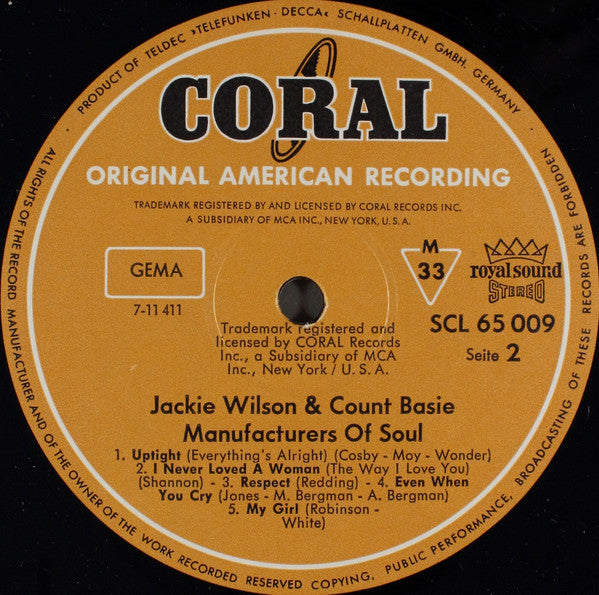 PRODUCT OF TELDEC »TELEFUNKEN · DECCA« SCHALLPLATTEN GMBH. GERMANY
CORAL
ORIGINAL AMERICAN RECORDING
TRADEMARK REGISTERED BY AND LICENSED BY CORAL RECORDS INC.
A SUBSIDIARY OF MCA INC., NEW YORK, U. S. A.
GEMA
7-11 411
M
33
royal sound
STEREO
SCL 65 009
Seite 2
Trademark registered and
licensed by CORAL Records
Inc., a Subsidiary of MCA
Inc., New York / U. S. A.
Jackie Wilson & Count Basie
Manufacturers Of Soul
1. Uptight (Everything's Alright) (Cosby - Moy - Wonder)
2. I Never Loved A Woman (The Way I Love You)
(Shannon) - 3. Respect (Redding) - 4. Even When
You Cry (Jones - M. Bergman - A. Bergman)
5. My Girl (Robinson -
White)
ALL RIGHTS OF THE RECORD MANUFACTURER AND OF THE OWNER OF THE WORK RECORDED RESERVED COPYING, PUBLIC PERFORMANCE, BROADCASTING OF THESE RECORDS ARE FORBIDDEN